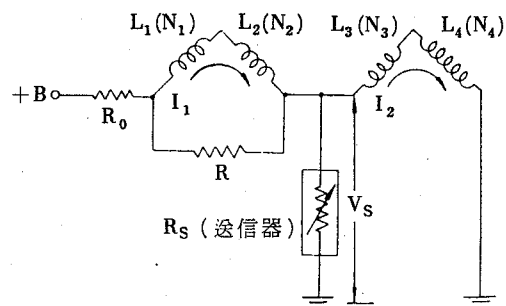 L₁(N₁) L₂(N₂) L₃(N₃) L₄(N₄)
+B R₀ I₁ I₂
R
Rs (送信器) Vs